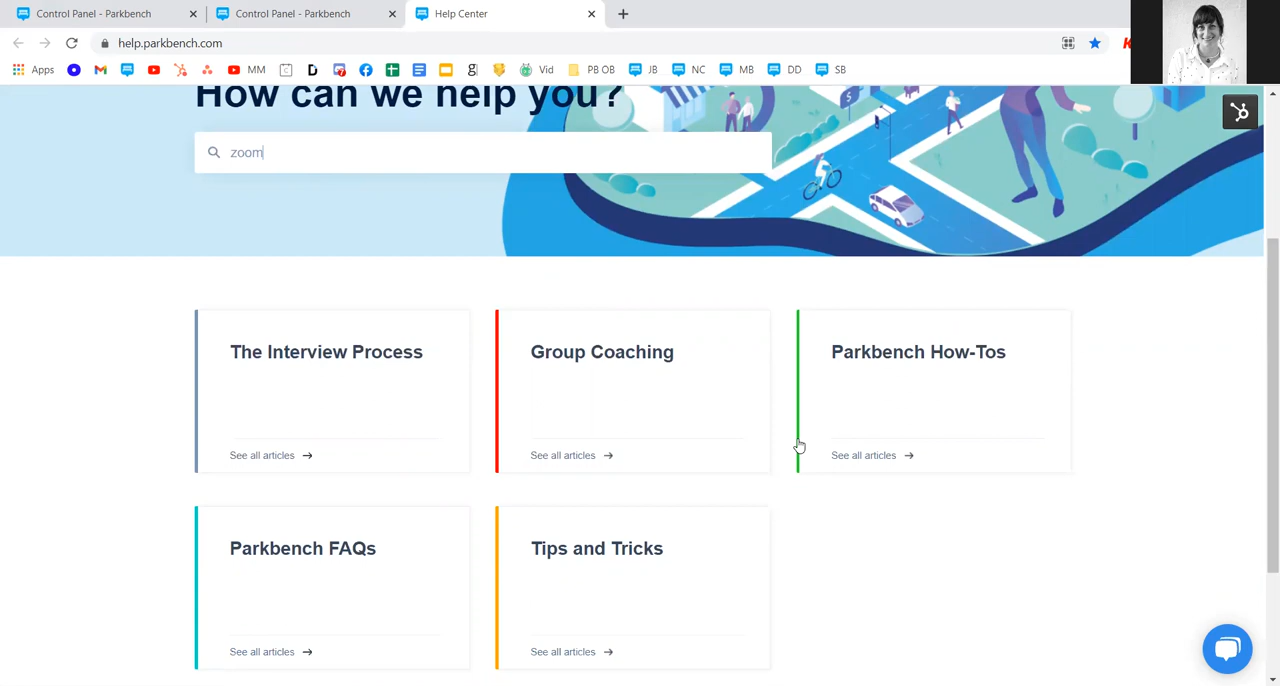 Control Panel - Parkbench
Control Panel - Parkbench
Help Center
help.parkbench.com
Apps
MM
Vid
PB OB
JB
NC
MB
DD
SB
How can we help you?
zoom
The Interview Process
See all articles
Group Coaching
See all articles
Parkbench How-Tos
See all articles
Parkbench FAQs
See all articles
Tips and Tricks
See all articles